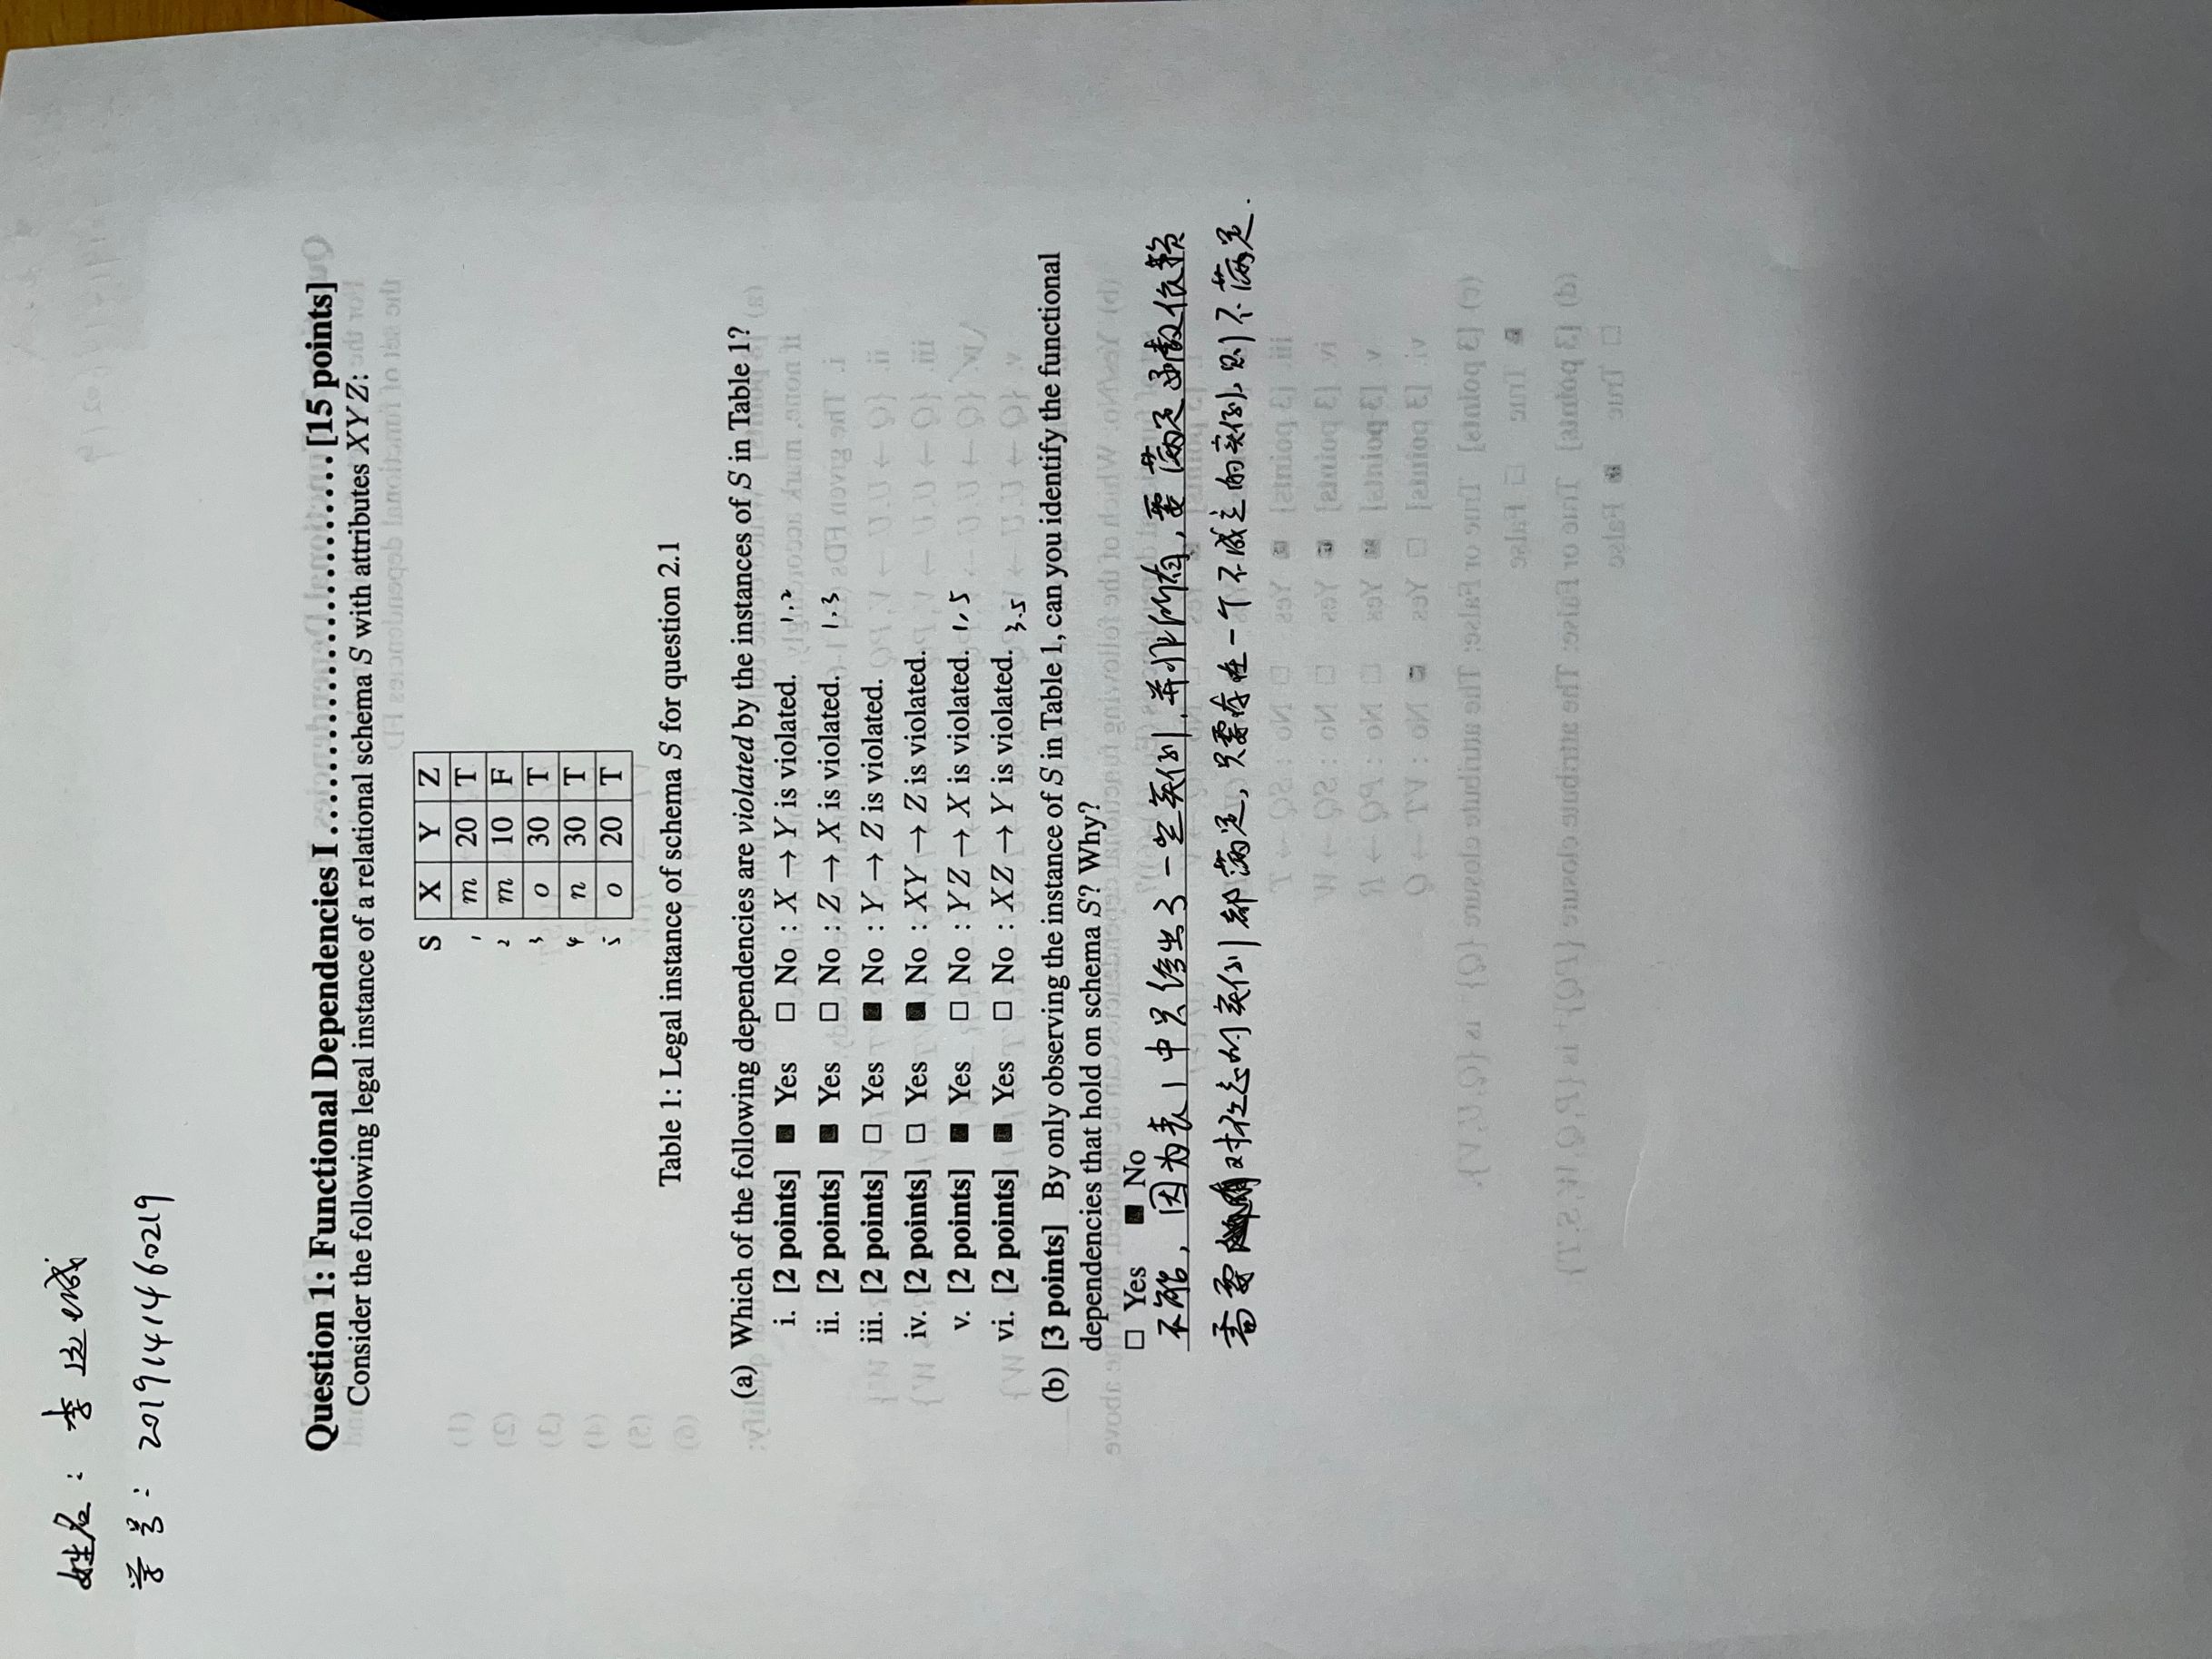 姓名：李运城
学号：2019141460219
Question 1: Functional Dependencies I ........................ [15 points]
Consider the following legal instance of a relational schema S with attributes XYZ:
S X Y Z
1 m 20 T
2 m 10 F
3 o 30 T
4 n 30 T
5 o 20 T
Table 1: Legal instance of schema S for question 2.1
(a) Which of the following dependencies are violated by the instances of S in Table 1?
i. [2 points] ■ Yes □ No : X → Y is violated. 1.2
ii. [2 points] ■ Yes □ No : Z → X is violated. 1.3
iii. [2 points] □ Yes ■ No : Y → Z is violated.
iv. [2 points] □ Yes ■ No : XY → Z is violated.
v. [2 points] ■ Yes □ No : YZ → X is violated. 1,5
vi. [2 points] ■ Yes □ No : XZ → Y is violated. 3.5
(b) [3 points] By only observing the instance of S in Table 1, can you identify the functional
dependencies that hold on schema S? Why?
□ Yes ■ No
不能，因为表1中只给出了一些实例，并非所有，要满足函数依赖
需要对任意的实例都满足，只要存在一个不成立的实例，则不满足.